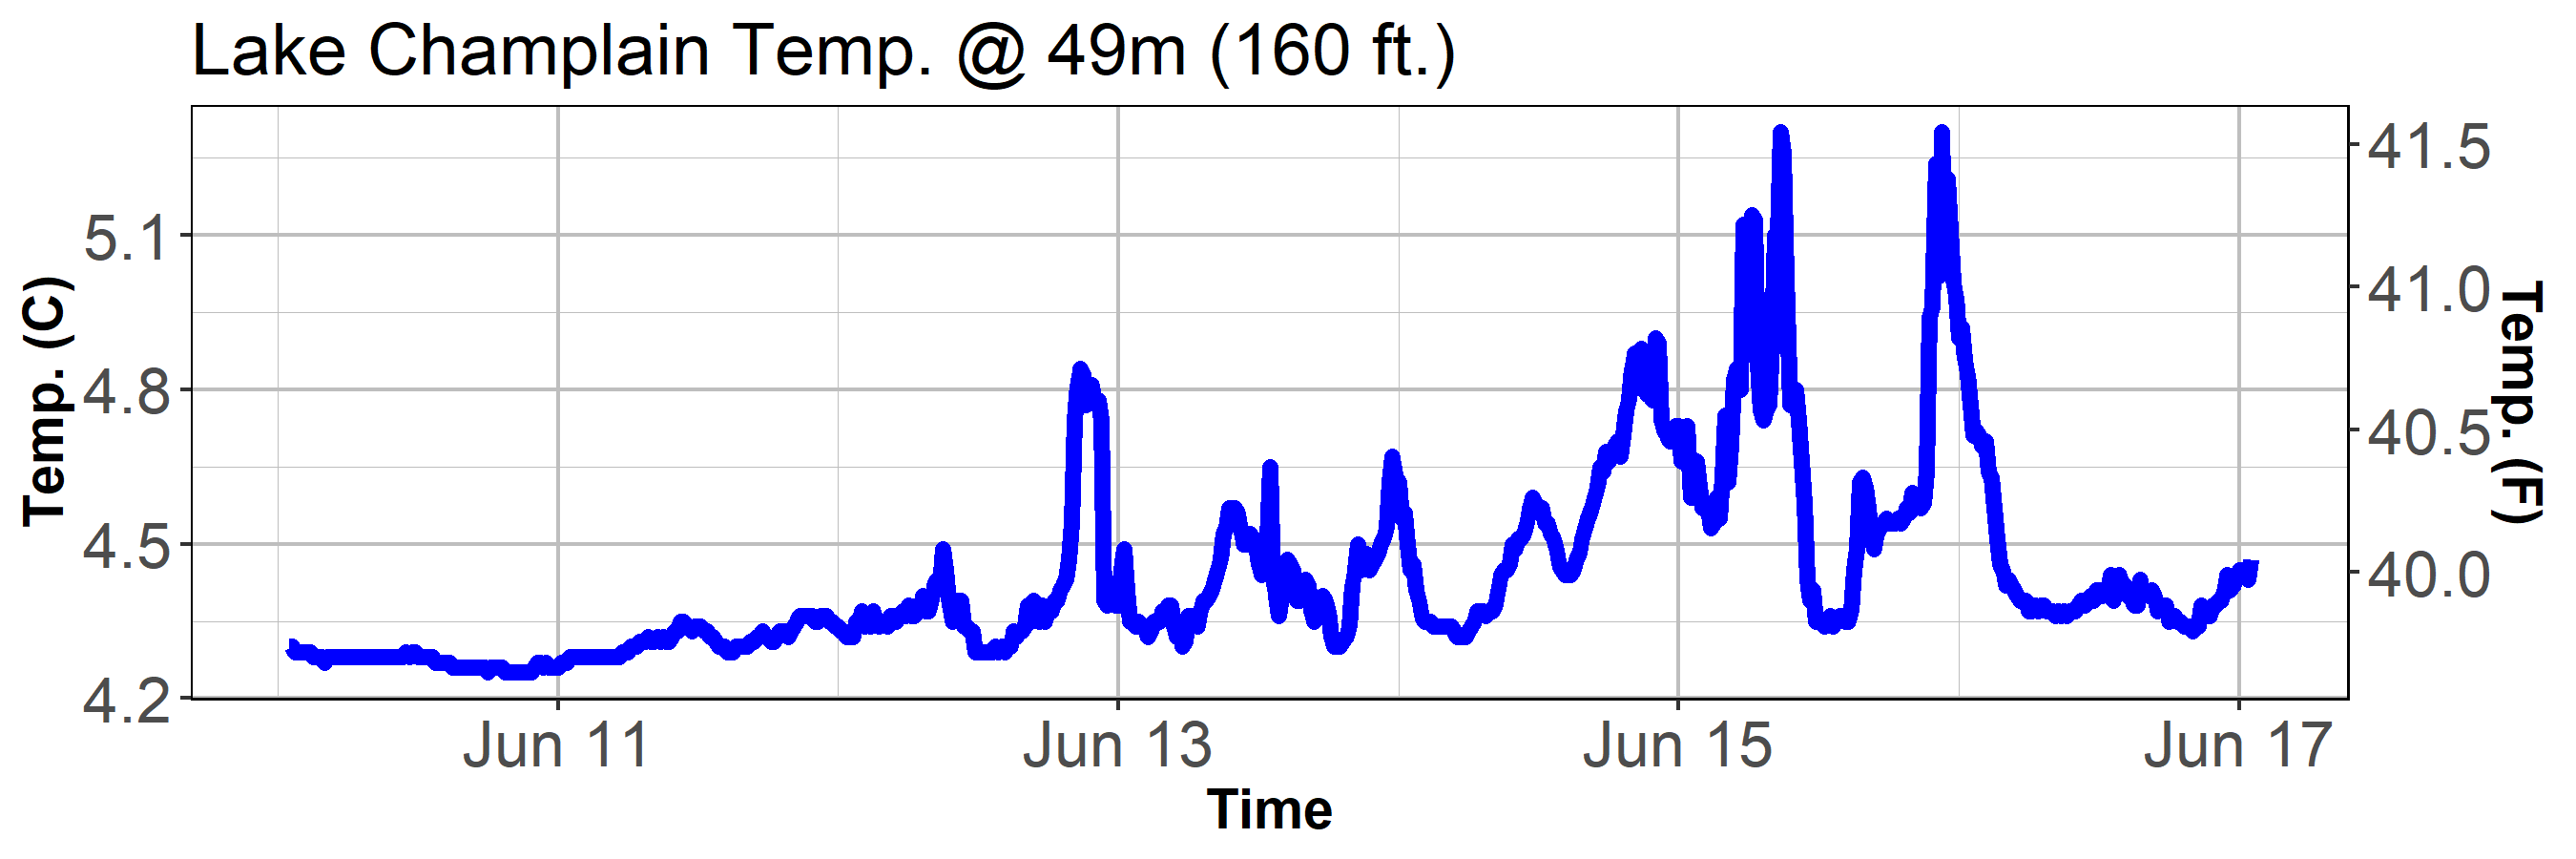 Lake Champlain Temp. @ 49m (160 ft.)
Temp. (C)
5.1
4.8
4.5
4.2
41.5
41.0
40.5
40.0
Temp. (F)
Jun 11 Jun 13 Jun 15 Jun 17
Time